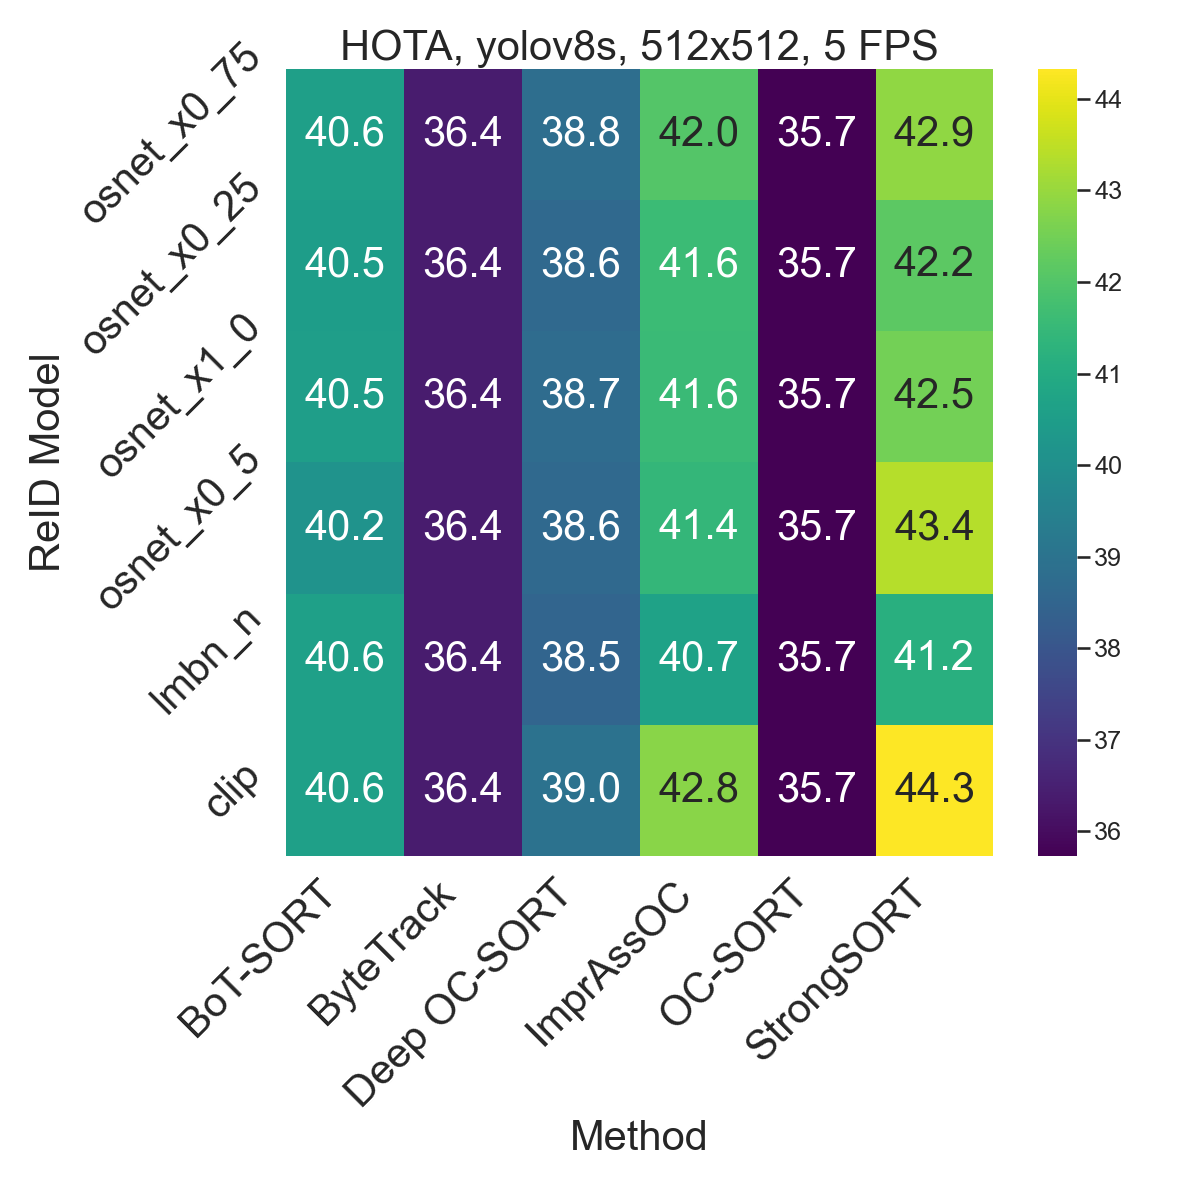 HOTA, yolov8s, 512x512, 5 FPS
ReID Model
osnet_x0_75
40.6 36.4 38.8 42.0 35.7 42.9
osnet_x0_25
40.5 36.4 38.6 41.6 35.7 42.2
osnet_x1_0
40.5 36.4 38.7 41.6 35.7 42.5
osnet_x0_5
40.2 36.4 38.6 41.4 35.7 43.4
lmbn_n
40.6 36.4 38.5 40.7 35.7 41.2
clip
40.6 36.4 39.0 42.8 35.7 44.3
BoT-SORT
ByteTrack
Deep OC-SORT
ImprAssOC
OC-SORT
StrongSORT
Method
44
43
42
41
40
39
38
37
36